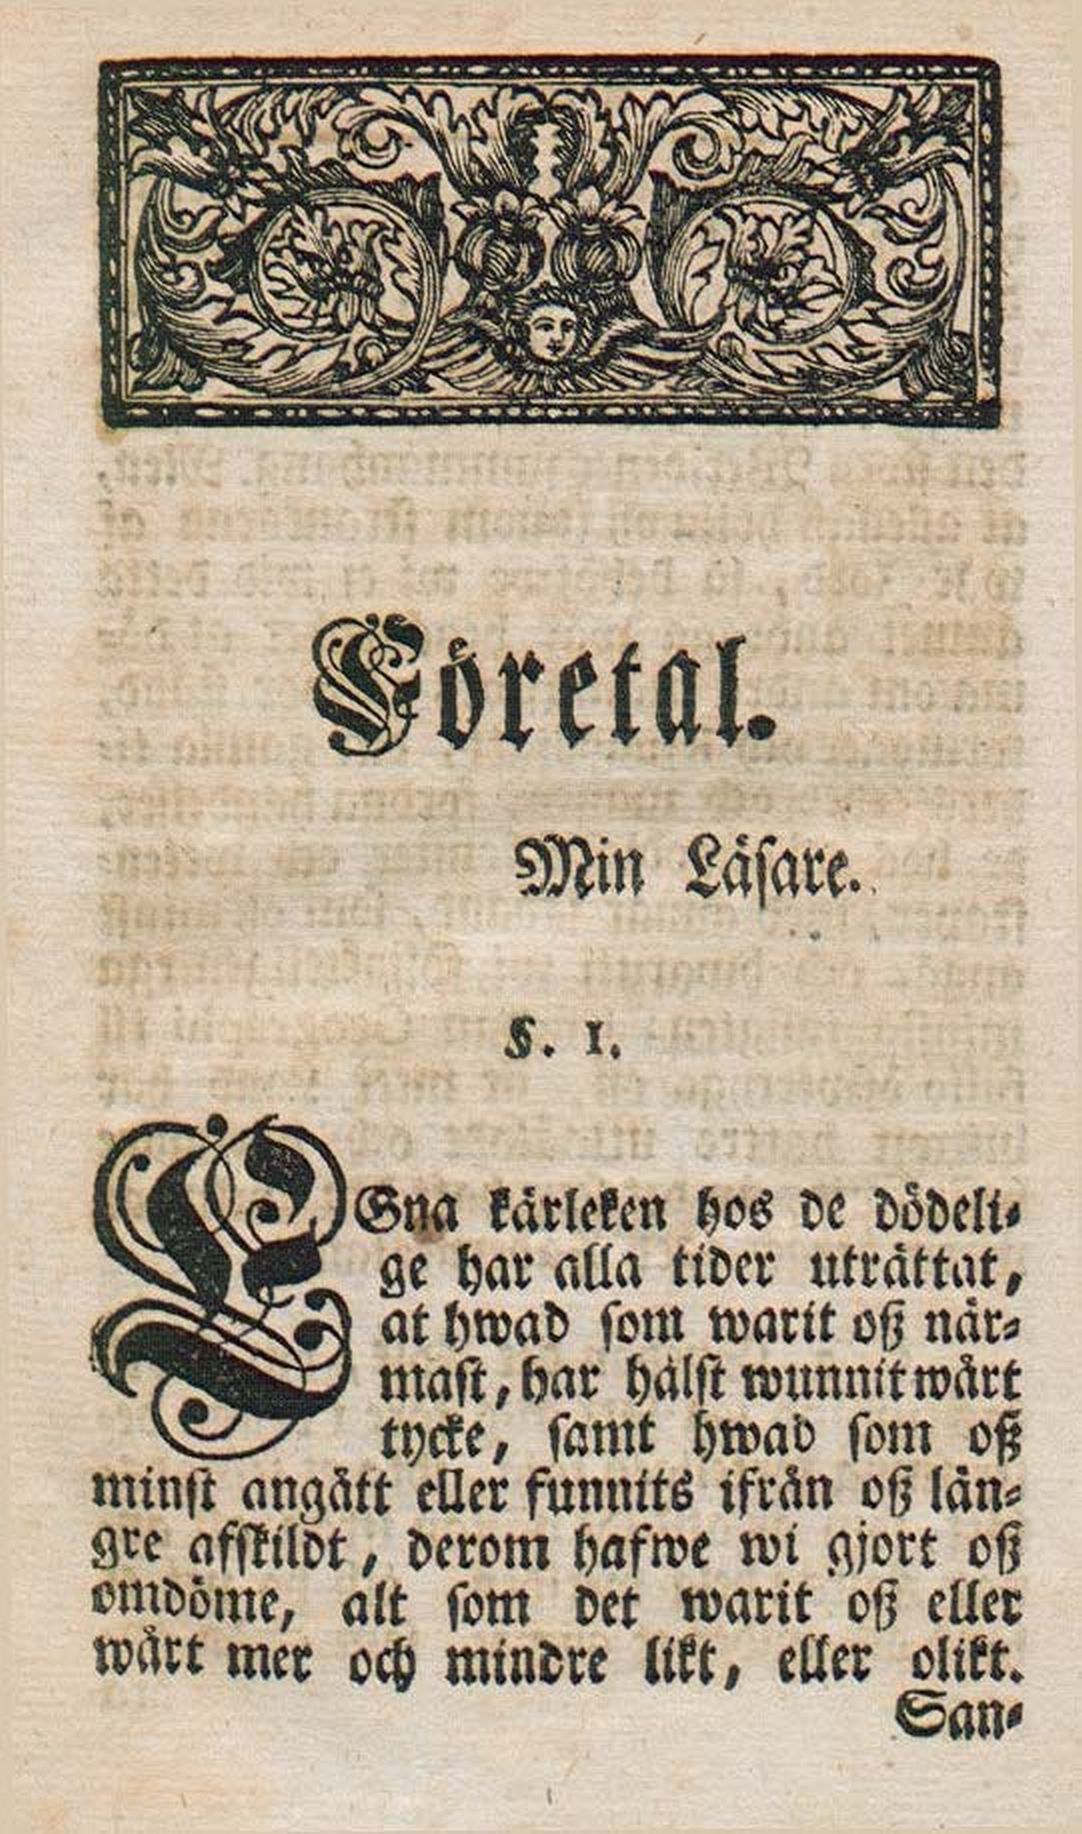 Företal.
Min Läſare.
§. 1.
EGna kärleken hos de dödeli-
ge har alla tider uträttat,
at hwad ſom warit oß när-
maſt, har hälſt wunnit wårt
tycke, ſamt hwad ſom oß
minſt angått eller funnits ifrån oß län-
gre afſkildt, derom hafwe wi gjort oß
omdöme, alt ſom det warit oß eller
wårt mer och mindre likt, eller olikt.
San-